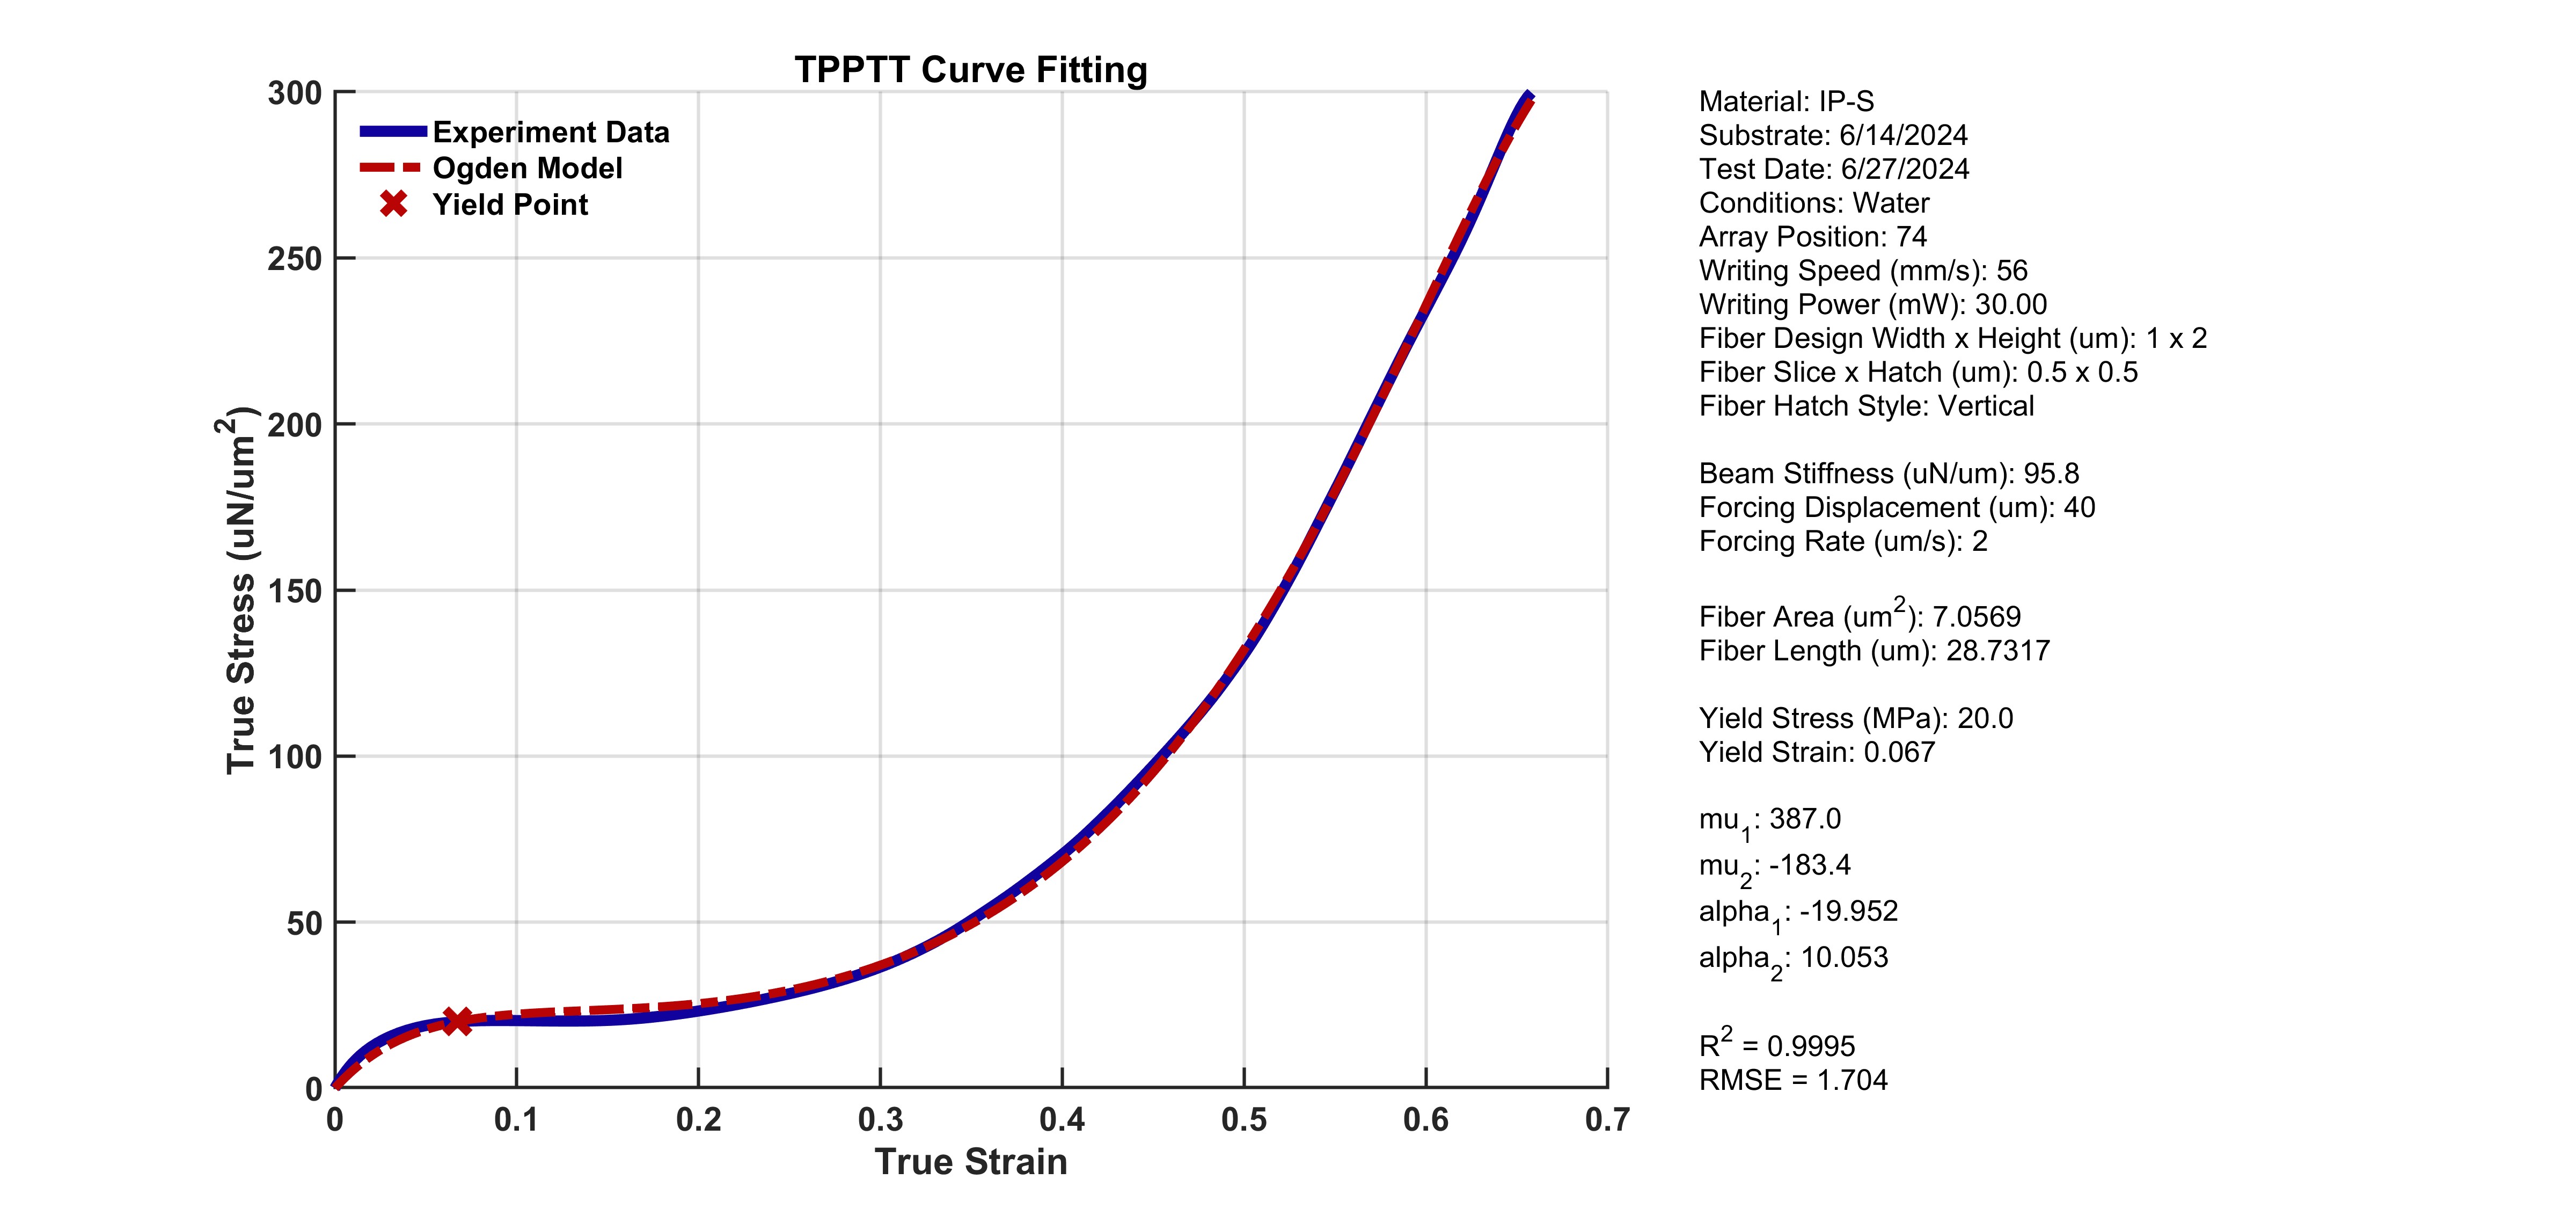 TPPTT Curve Fitting
300
250
200
150
100
50
0
True Stress (uN/um²)
Experiment Data
Ogden Model
Yield Point
0 0.1 0.2 0.3 0.4 0.5 0.6 0.7
True Strain
Material: IP-S
Substrate: 6/14/2024
Test Date: 6/27/2024
Conditions: Water
Array Position: 74
Writing Speed (mm/s): 56
Writing Power (mW): 30.00
Fiber Design Width x Height (um): 1 x 2
Fiber Slice x Hatch (um): 0.5 x 0.5
Fiber Hatch Style: Vertical
Beam Stiffness (uN/um): 95.8
Forcing Displacement (um): 40
Forcing Rate (um/s): 2
Fiber Area (um²): 7.0569
Fiber Length (um): 28.7317
Yield Stress (MPa): 20.0
Yield Strain: 0.067
mu₁: 387.0
mu₂: -183.4
alpha₁: -19.952
alpha₂: 10.053
R² = 0.9995
RMSE = 1.704